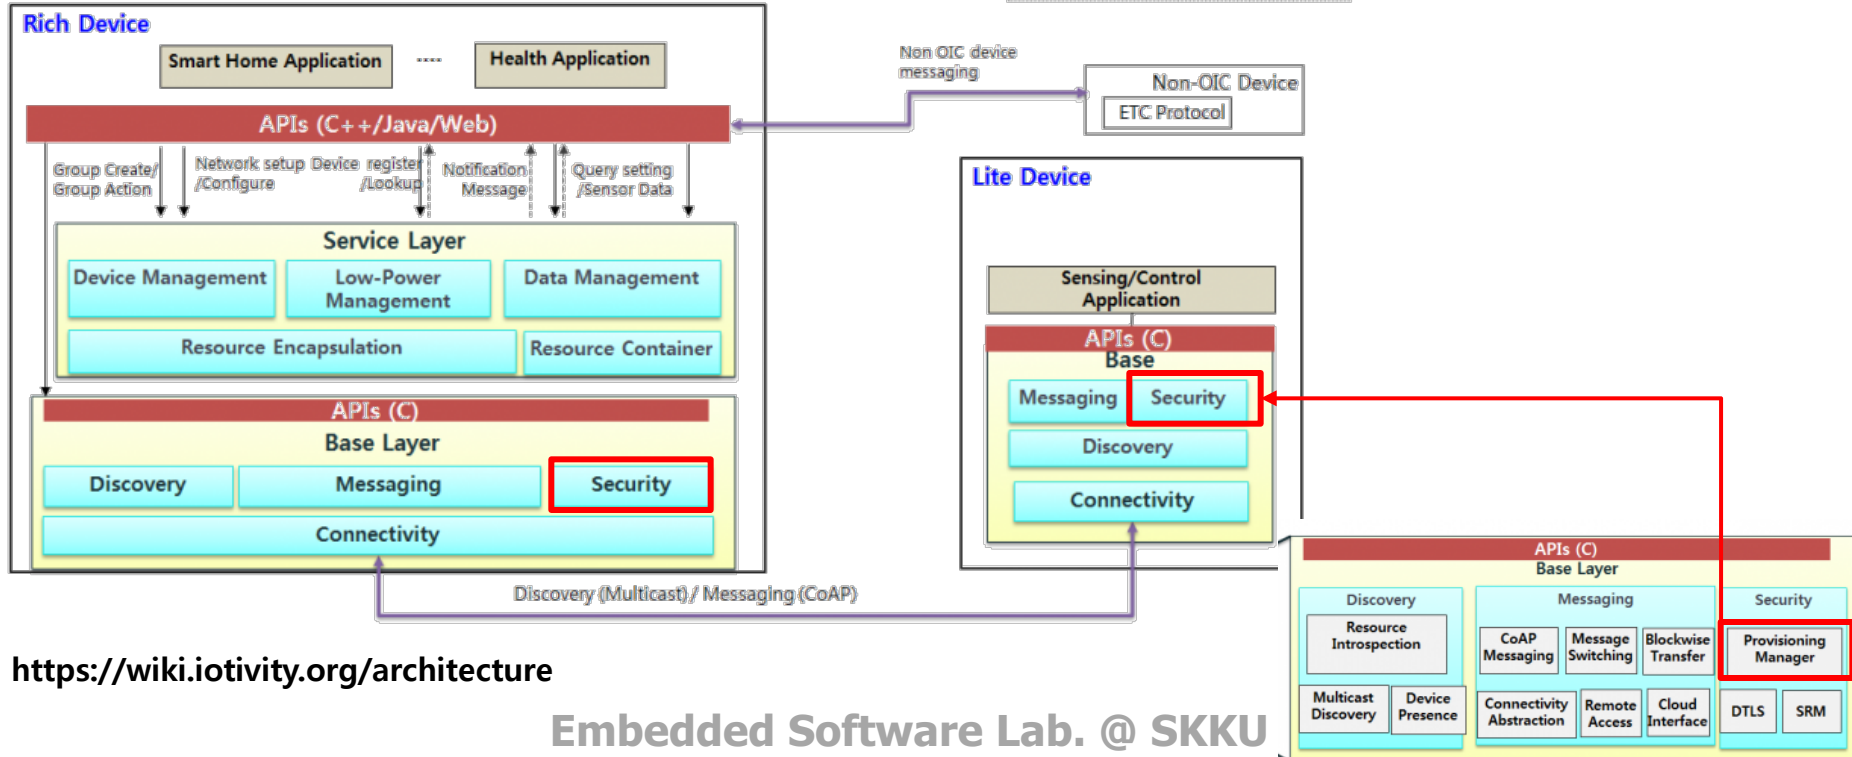 Rich Device
Smart Home Application
----
Health Application
APIs (C++/Java/Web)
Group Create/
Group Action
Network setup
/Configure
Device register
/Lookup
Notification
Message
Query setting
/Sensor Data
Service Layer
Device Management
Low-Power
Management
Data Management
Resource Encapsulation
Resource Container
APIs (C)
Base Layer
Discovery
Messaging
Security
Connectivity
Non OIC device
messaging
Non-OIC Device
ETC Protocol
Lite Device
Sensing/Control
Application
APIs (C)
Base
Messaging
Security
Discovery
Connectivity
Discovery (Multicast) / Messaging (CoAP)
APIs (C)
Base Layer
Discovery
Resource
Introspection
Multicast
Discovery
Device
Presence
Messaging
CoAP
Messaging
Message
Switching
Blockwise
Transfer
Connectivity
Abstraction
Remote
Access
Cloud
Interface
Security
Provisioning
Manager
DTLS
SRM
https://wiki.iotivity.org/architecture
Embedded Software Lab. @ SKKU